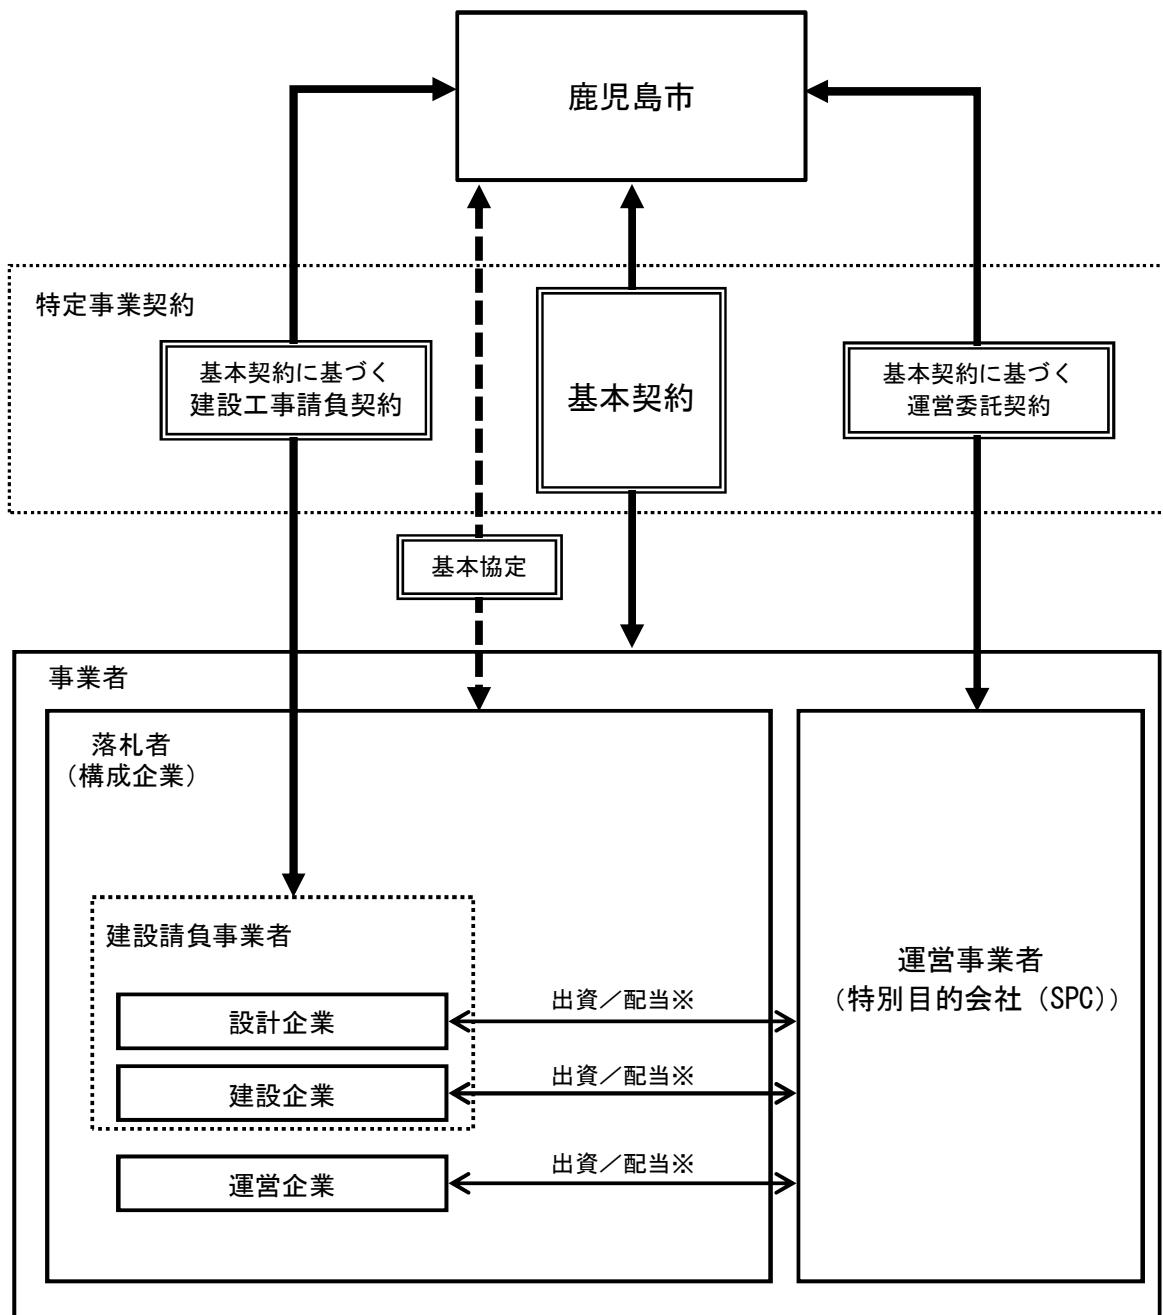 鹿児島市
特定事業契約
基本契約に基づく
建設工事請負契約
基本契約
基本契約に基づく
運営委託契約
基本協定
事業者
落札者
（構成企業）
建設請負事業者
設計企業
建設企業
運営企業
出資／配当※
出資／配当※
出資／配当※
運営事業者
（特別目的会社（SPC））